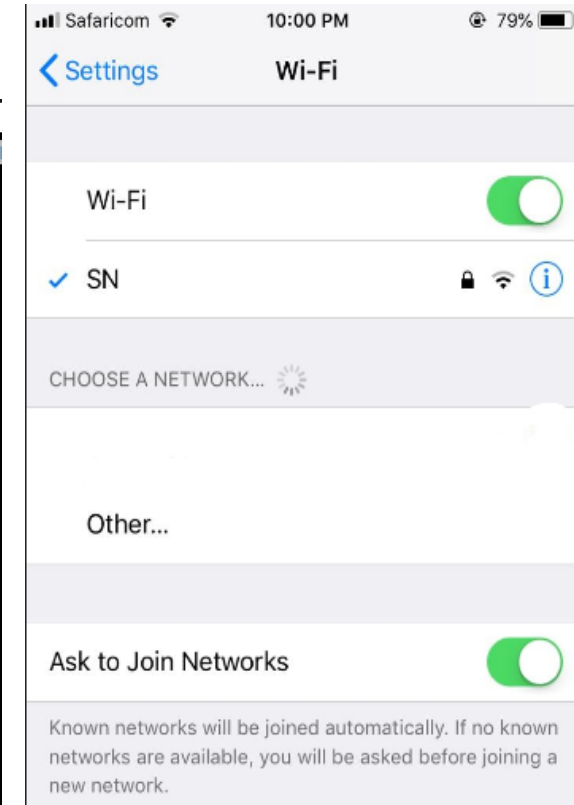 Safaricom 10:00 PM 79%
Settings Wi-Fi
Wi-Fi
SN
CHOOSE A NETWORK...
Other...
Ask to Join Networks
Known networks will be joined automatically. If no known
networks are available, you will be asked before joining a
new network.